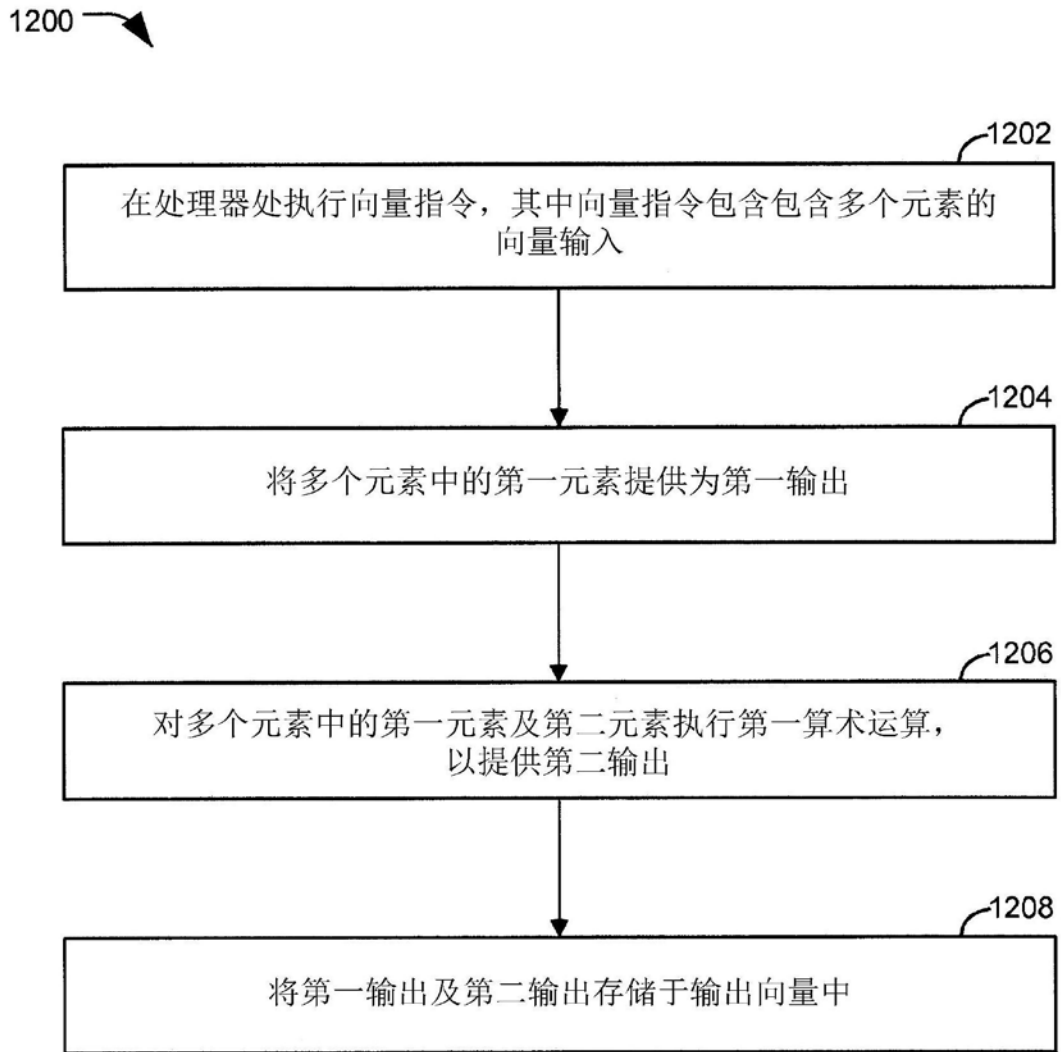 1200
1202
在处理器处执行向量指令，其中向量指令包含包含多个元素的
向量输入
1204
将多个元素中的第一元素提供为第一输出
1206
对多个元素中的第一元素及第二元素执行第一算术运算，
以提供第二输出
1208
将第一输出及第二输出存储于输出向量中